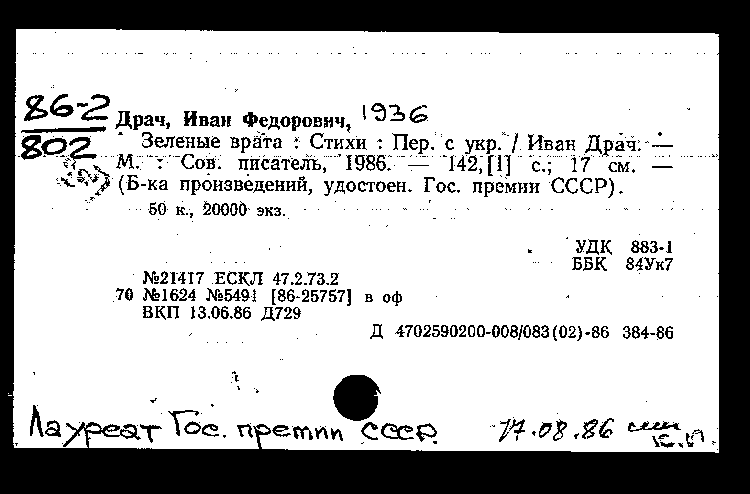 86-2
802
Драч, Иван Федорович, 1936
Зеленые врата : Стихи : Пер. с укр. / Иван Драч. —
М. : Сов. писатель, 1986. — 142,[1] с.; 17 см. —
(Б-ка произведений, удостоен. Гос. премии СССР).
50 к., 20000 экз.
УДК 883-1
ББК 84Ук7
№21417 ЕСКЛ 47.2.73.2
70 №1624 №5491 [86-25757] в оф
ВКП 13.06.86 Д729
Д 4702590200-008/083(02)-86 384-86
Лауреат Гос. премии СССР. 17.08.86